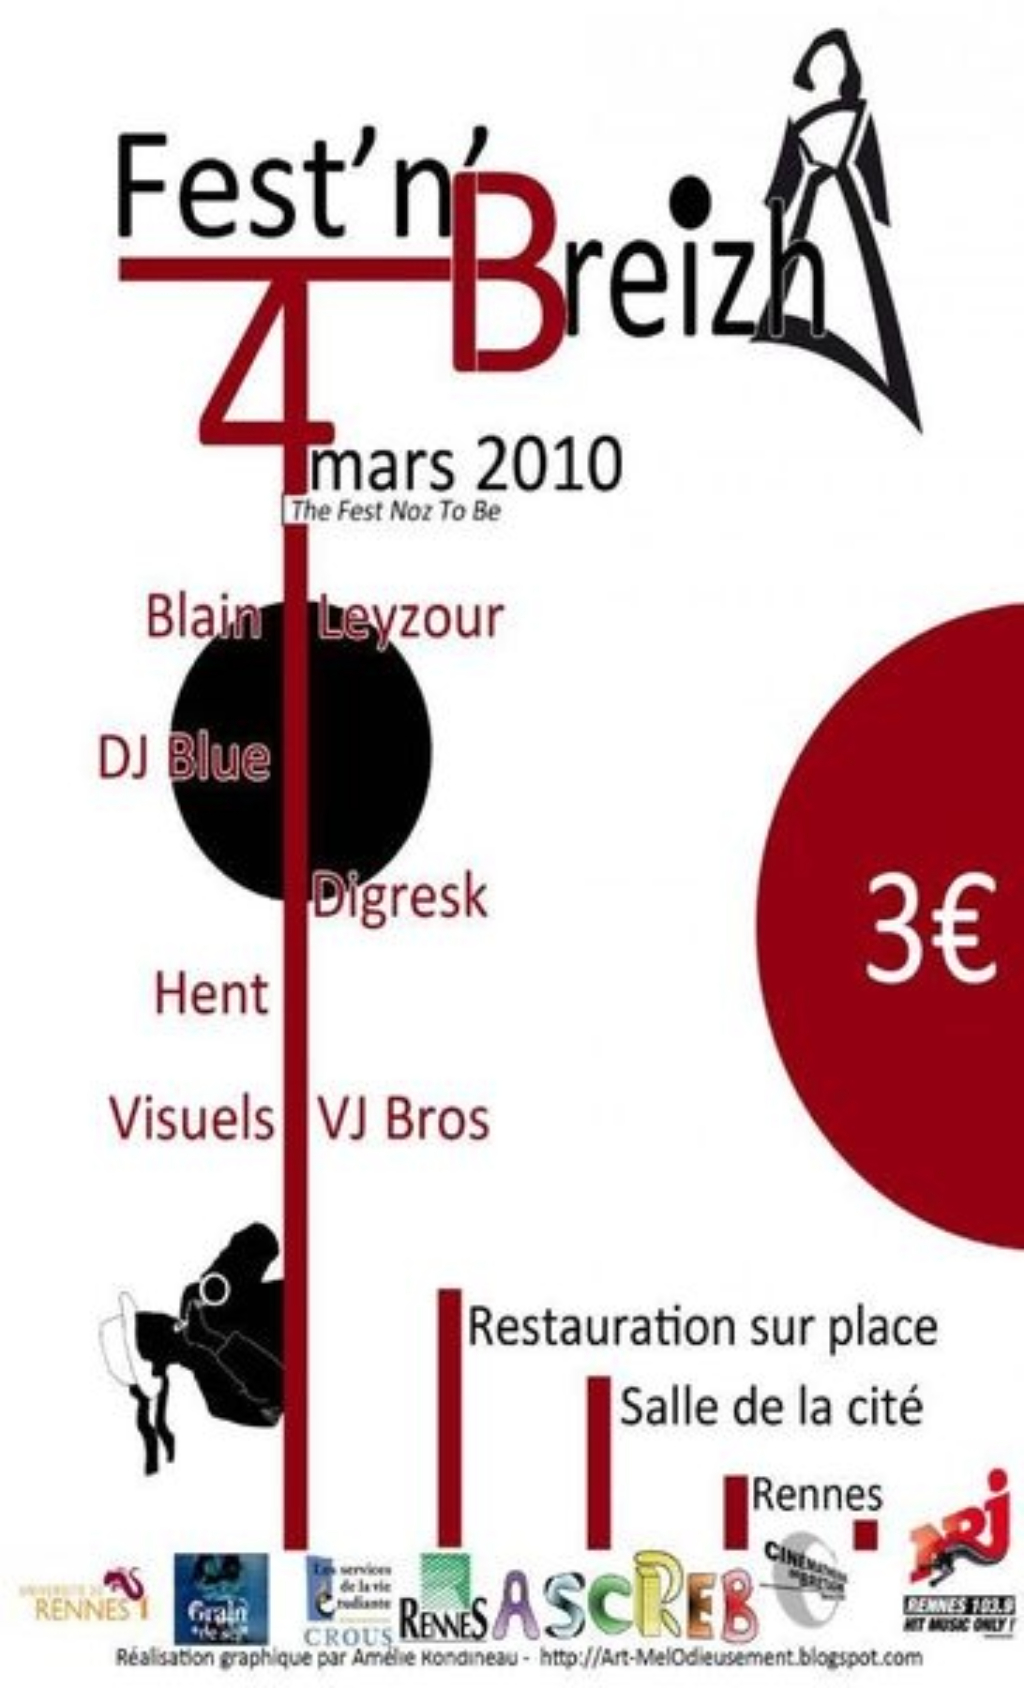 Fest'n'
Breizh
4
mars 2010
The Fest Noz To Be
Blain Leyzour
DJ Blue
Digresk
Hent
Visuels VJ Bros
3€
Restauration sur place
Salle de la cité
Rennes
NRJ
RENNES 103.9
HIT MUSIC ONLY !
UNIVERSITÉ DE
RENNES 1
Grain
de sel
Les services
de la vie
étudiante
CROUS
RENNES
ASCREB
CINÉMATHÈQUE
DE BRETAGNE
Réalisation graphique par Amélie Rondineau - http://Art-MelOdieusement.blogspot.com